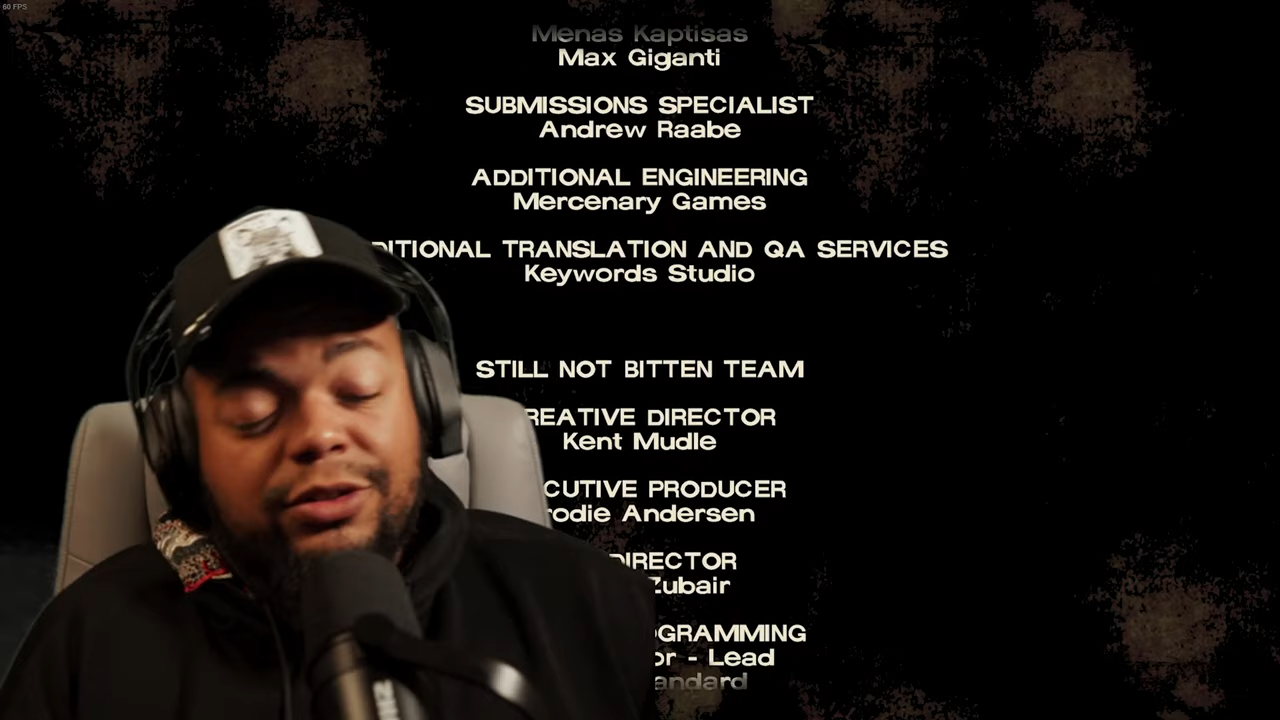 60 FPS
Menas Kaptisas
Max Giganti
SUBMISSIONS SPECIALIST
Andrew Raabe
ADDITIONAL ENGINEERING
Mercenary Games
DITIONAL TRANSLATION AND QA SERVICES
Keywords Studio
STILL NOT BITTEN TEAM
REATIVE DIRECTOR
Kent Mudle
CUTIVE PRODUCER
rodie Andersen
DIRECTOR
Zubair
OGRAMMING
or - Lead
andard